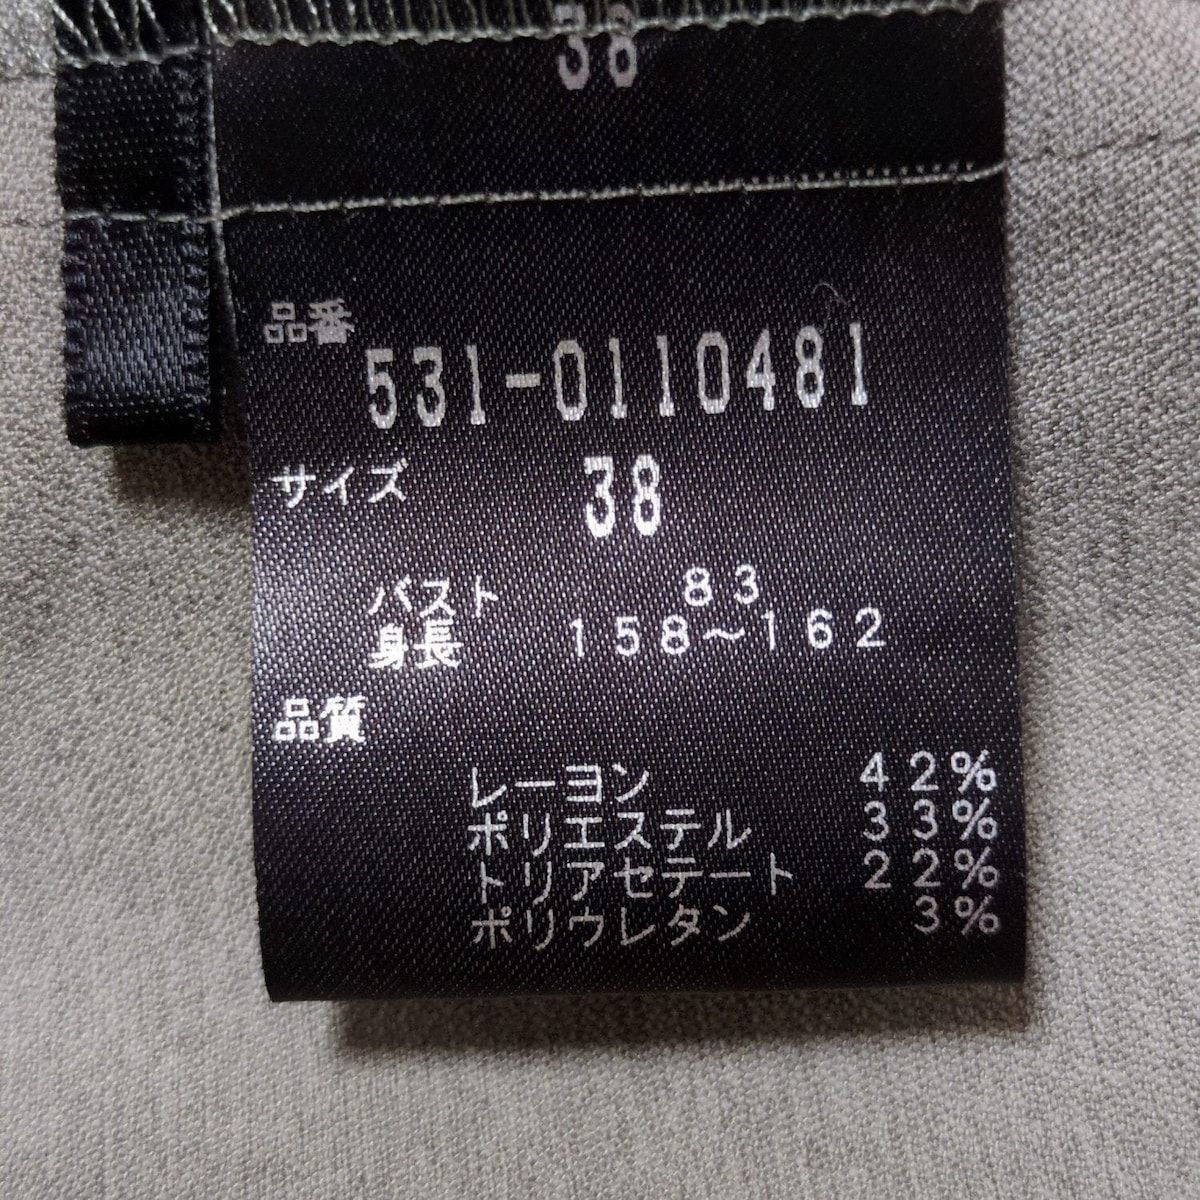 38
品番
531-0110481
サイズ 38
バスト 83
身長 158~162
品質
レーヨン 42%
ポリエステル 33%
トリアセテート 22%
ポリウレタン 3%